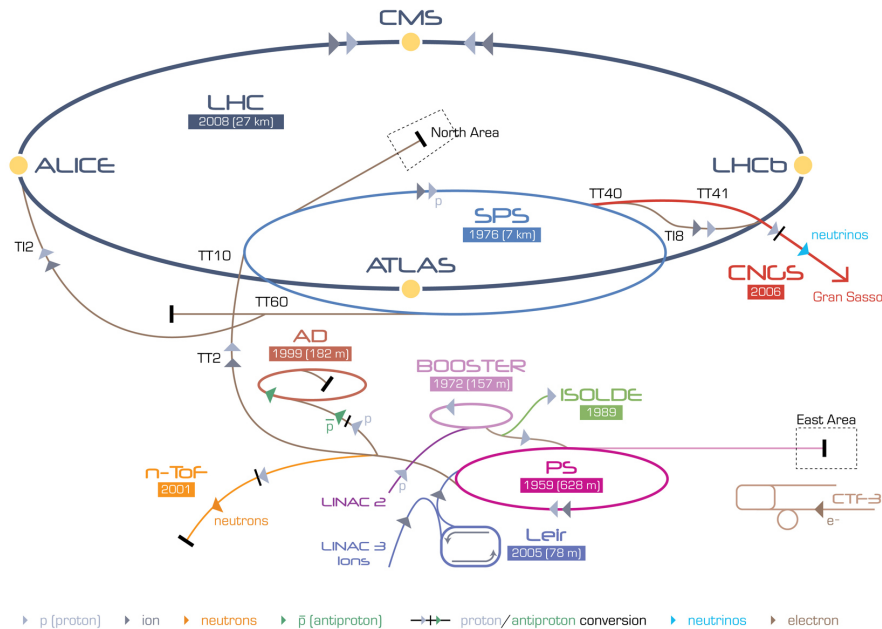 CMS
LHC
2008 (27 km)
North Area
ALICE
LHCb
TT40
TT41
p
SPS
1976 (7 km)
TI2
TT10
TI8
neutrinos
ATLAS
CNGS
2006
Gran Sasso
TT60
AD
1999 (182 m)
TT2
BOOSTER
1972 (157 m)
ISOLDE
1989
p̅
p
East Area
n-ToF
2001
PS
1959 (628 m)
p
LINAC 2
neutrons
CTF-3
e-
LINAC 3
Ions
Leir
2005 (78 m)
p (proton)
ion
neutrons
p̅ (antiproton)
proton/antiproton conversion
neutrinos
electron